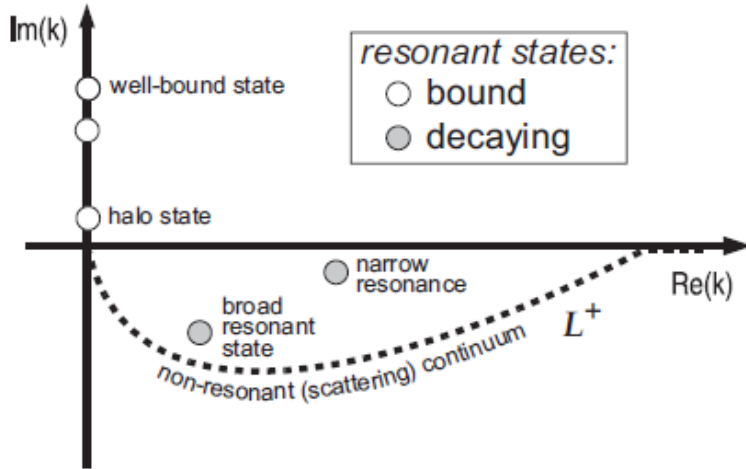 Im(k)
resonant states:
bound
decaying
well-bound state
halo state
narrow
resonance
Re(k)
broad
resonant
state
L+
non-resonant (scattering) continuum